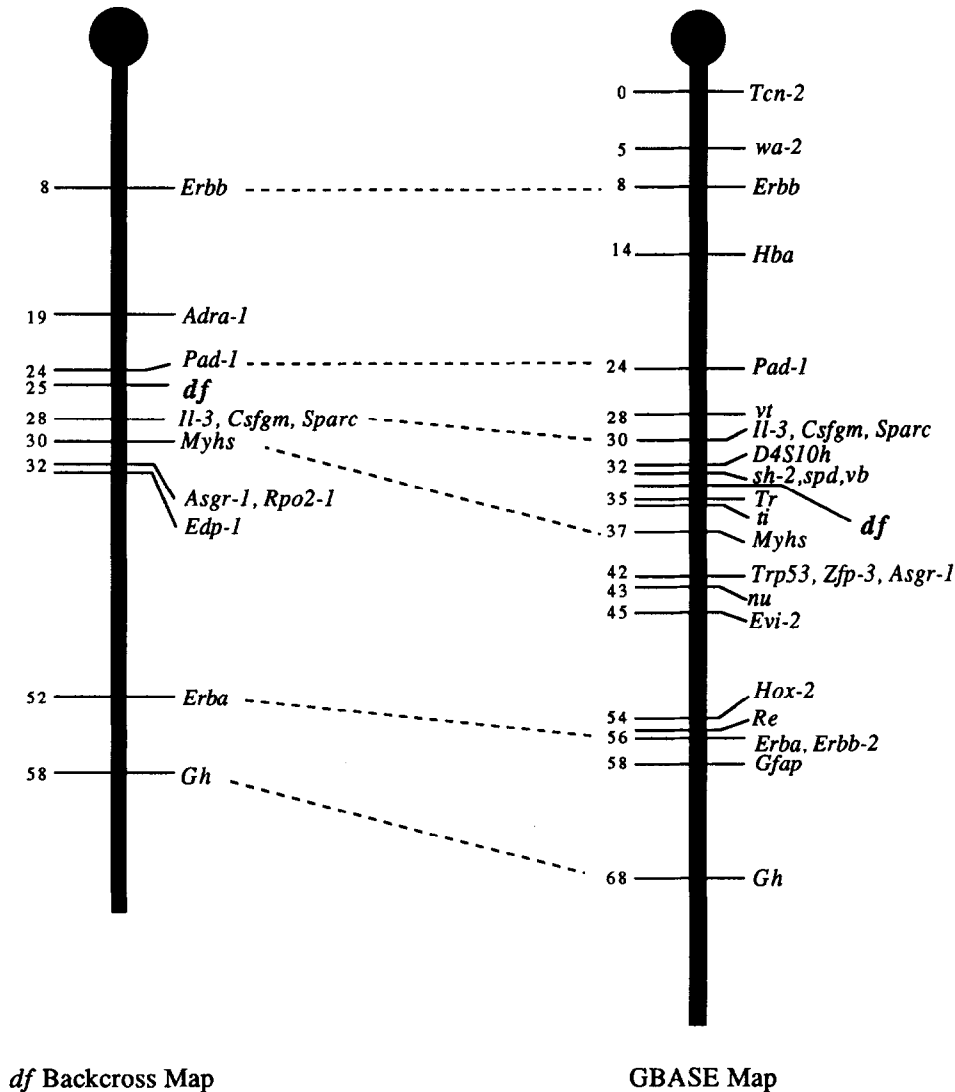 8 Erbb
19 Adra-1
24 Pad-1
25 df
28 Il-3, Csfgm, Sparc
30 Myhs
32 Asgr-1, Rpo2-1
Edp-1
52 Erba
58 Gh
df Backcross Map
0 Tcn-2
5 wa-2
8 Erbb
14 Hba
24 Pad-1
28 vt
30 Il-3, Csfgm, Sparc
32 D4S10h
sh-2,spd,vb
35 Tr
ti
df
37 Myhs
42 Trp53, Zfp-3, Asgr-1
43 nu
45 Evi-2
54 Hox-2
Re
56 Erba, Erbb-2
58 Gfap
68 Gh
GBASE Map